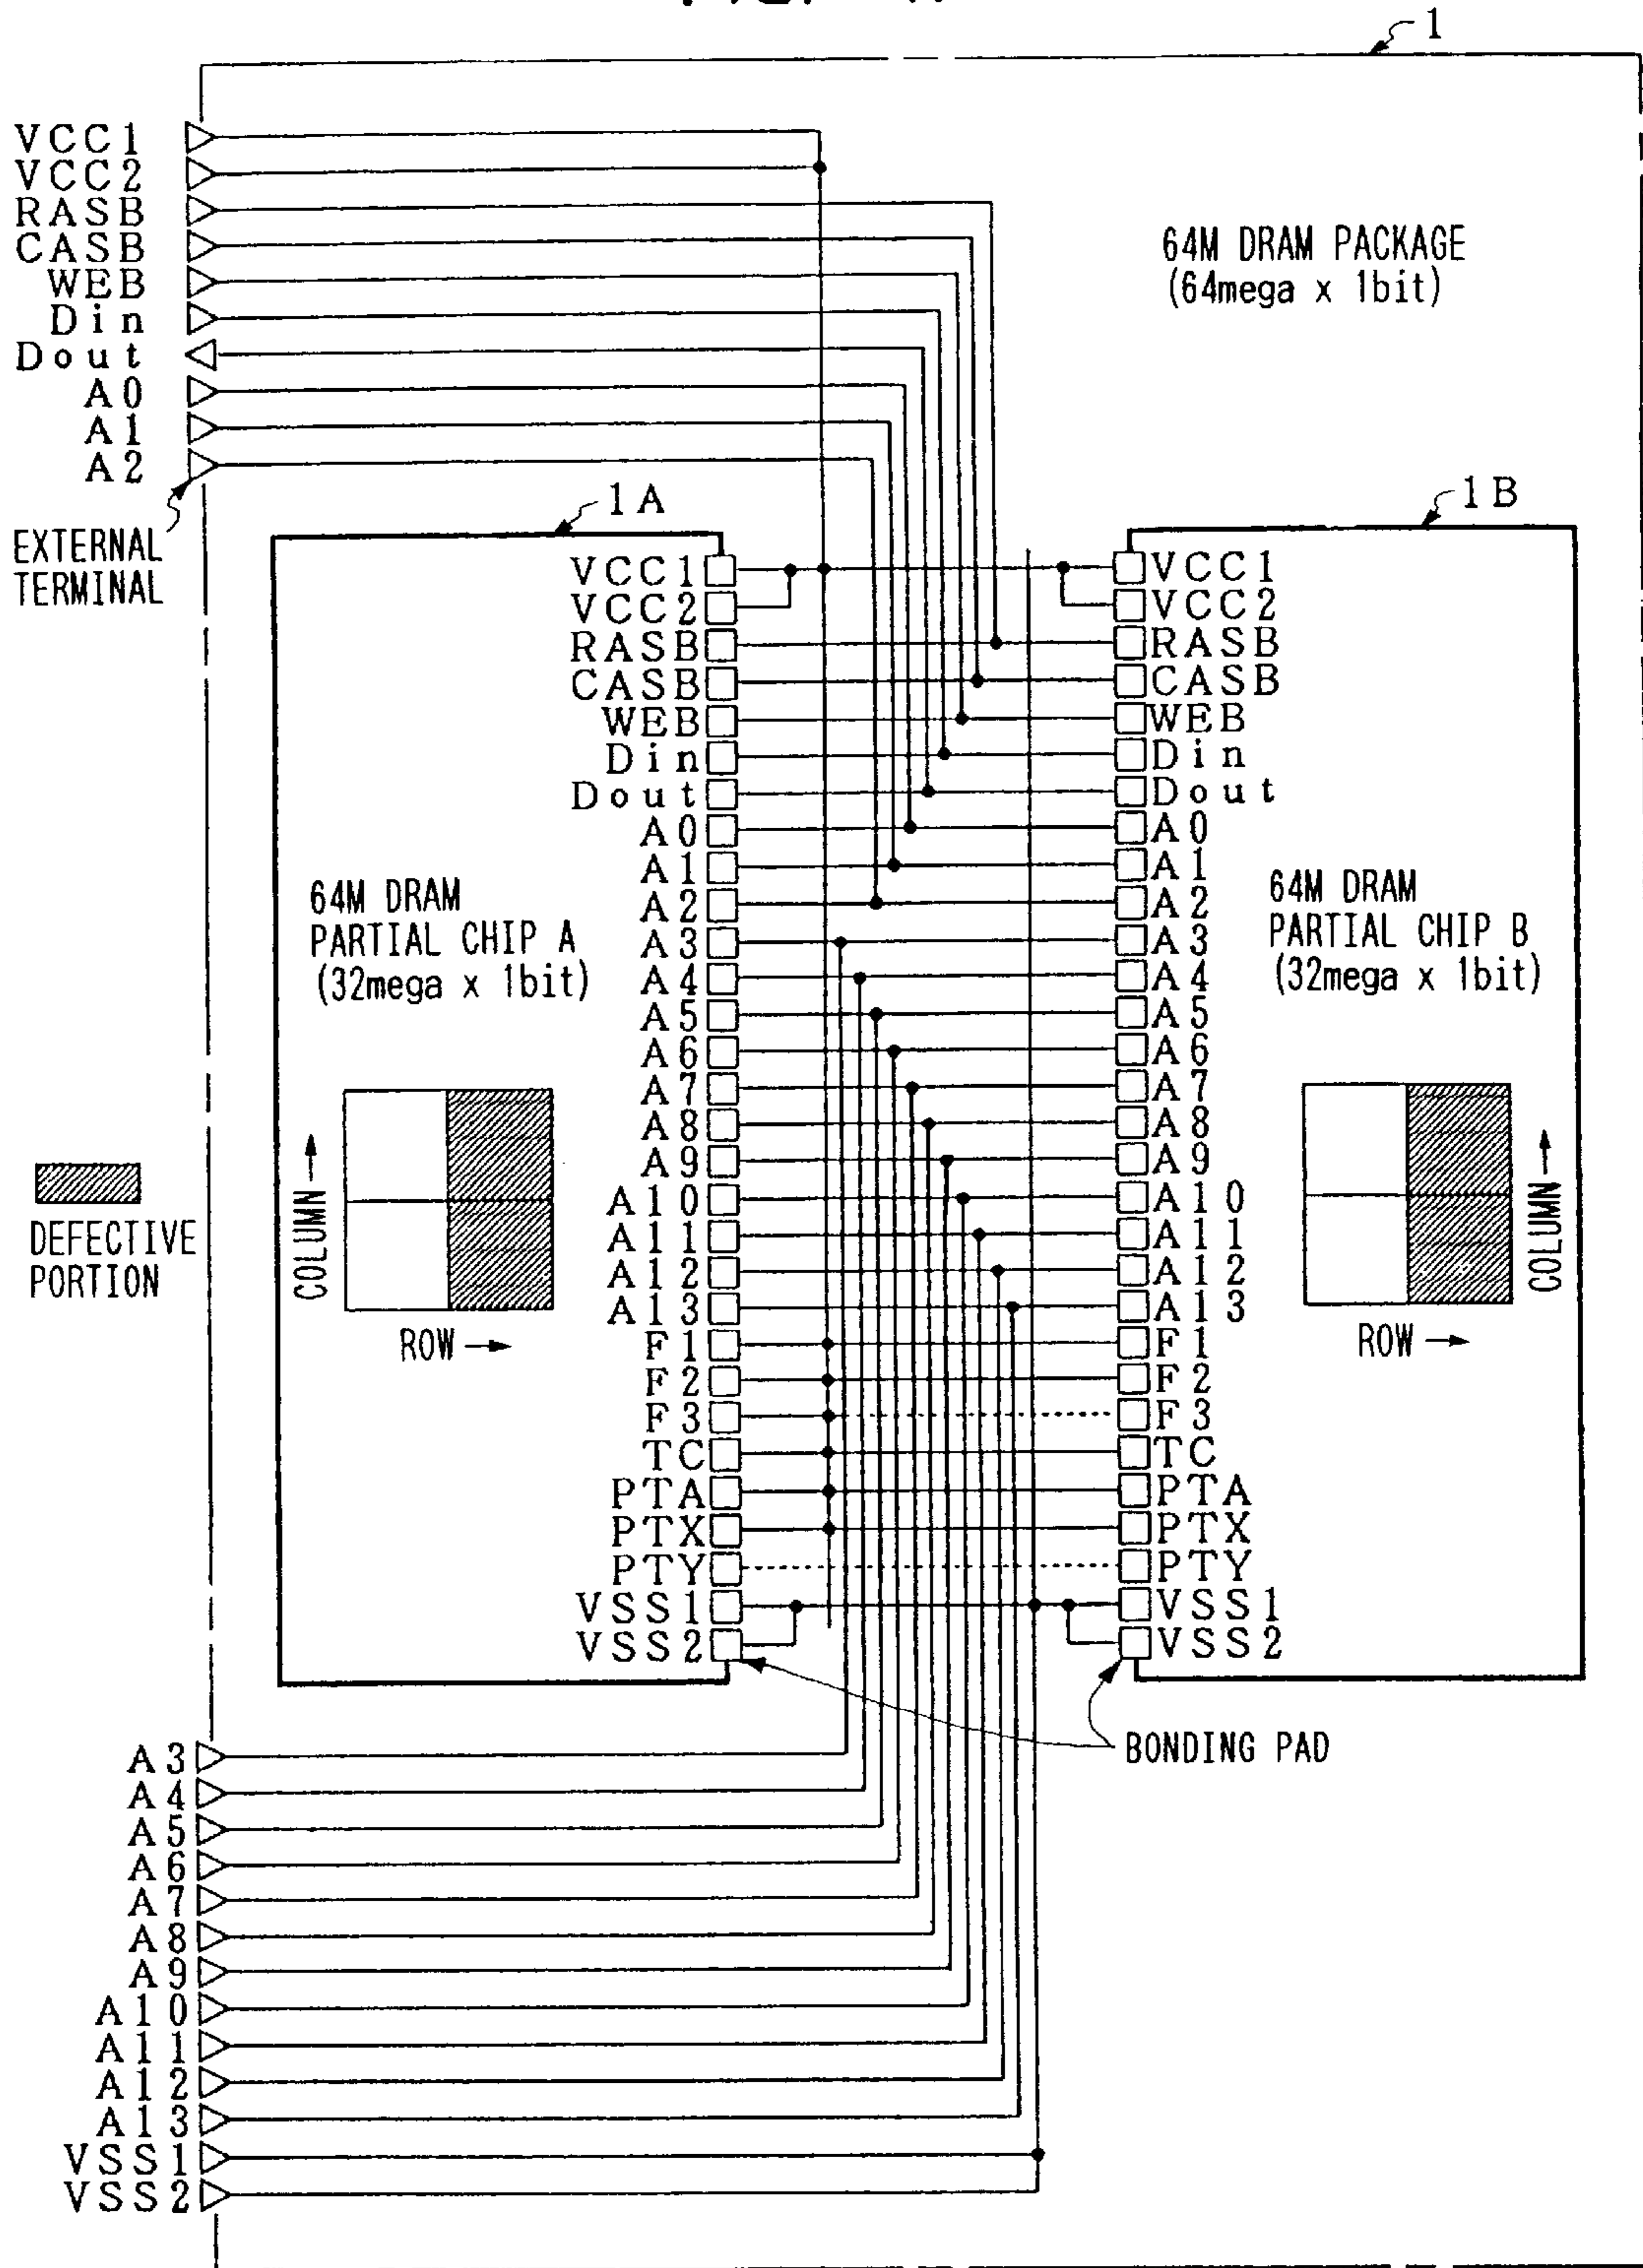 1
VCC1
VCC2
RASB
CASB
WEB
Din
Dout
A0
A1
A2
EXTERNAL
TERMINAL
64M DRAM PACKAGE
(64mega x 1bit)
1A
VCC1
VCC2
RASB
CASB
WEB
Din
Dout
A0
A1
A2
A3
A4
A5
A6
A7
A8
A9
A10
A11
A12
A13
F1
F2
F3
TC
PTA
PTX
PTY
VSS1
VSS2
64M DRAM
PARTIAL CHIP A
(32mega x 1bit)
COLUMN
ROW
1B
VCC1
VCC2
RASB
CASB
WEB
Din
Dout
A0
A1
A2
A3
A4
A5
A6
A7
A8
A9
A10
A11
A12
A13
F1
F2
F3
TC
PTA
PTX
PTY
VSS1
VSS2
64M DRAM
PARTIAL CHIP B
(32mega x 1bit)
COLUMN
ROW
DEFECTIVE
PORTION
BONDING PAD
A3
A4
A5
A6
A7
A8
A9
A10
A11
A12
A13
VSS1
VSS2